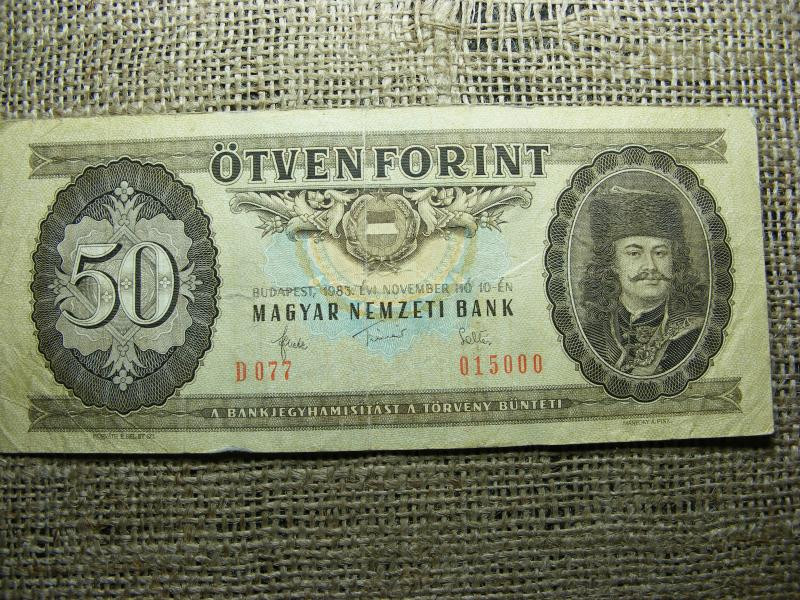 ÖTVEN FORINT
50
BUDAPEST, 1983. ÉVI NOVEMBER HÓ 10-ÉN
MAGYAR NEMZETI BANK
D 077 015000
A BANKJEGYHAMISÍTÁST A TÖRVÉNY BÜNTETI